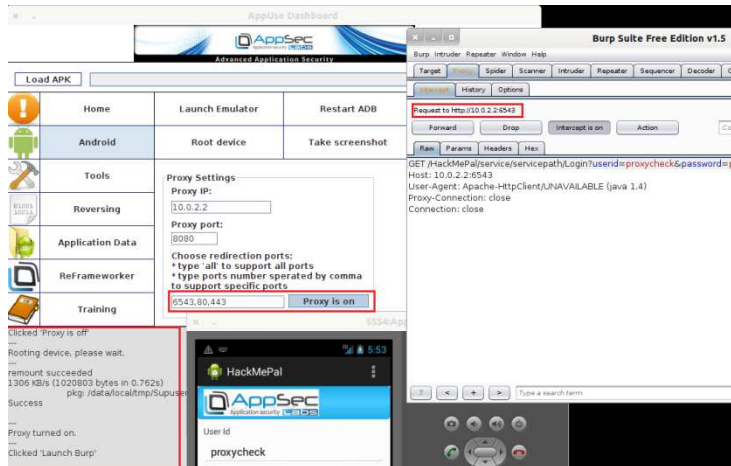 AppUse Dashboard
AppSec
Advanced Application Security
Load APK
Home
Android
Tools
Reversing
Application Data
ReFrameworker
Training
Launch Emulator
Restart ADB
Root device
Take screenshot
Proxy Settings
Proxy IP:
10.0.2.2
Proxy port:
8080
Choose redirection ports:
*type 'all' to support all
ports
*type ports number sperated by comma
to support specific ports
6543,80,443
Proxy is on
Clicked 'Proxy is off'
---
Rooting device, please wait.
---
remount succeeded
1306 KB/s (1020803 bytes in 0.762s)
pkg: /data/local/tmp/Supuser
Success
---
Proxy turned on.
---
Clicked 'Launch Burp'
5554:App
5:53
HackMePal
AppSec
Application security LABS
User Id
proxycheck
Burp Suite Free Edition v1.5
Burp Intruder Repeater Window Help
Target Proxy Spider Scanner Intruder Repeater Sequencer Decoder
Intercept History Options
Request to http://10.0.2.2:6543
Forward Drop Intercept is on Action
Raw Params Headers Hex
GET /HackMePal/service/servicepath/Login?userid=proxycheck&password=p
Host: 10.0.2.2:6543
User-Agent: Apache-HttpClient/UNAVAILABLE (java 1.4)
Proxy-Connection: close
Connection: close
? < + > Type a search term